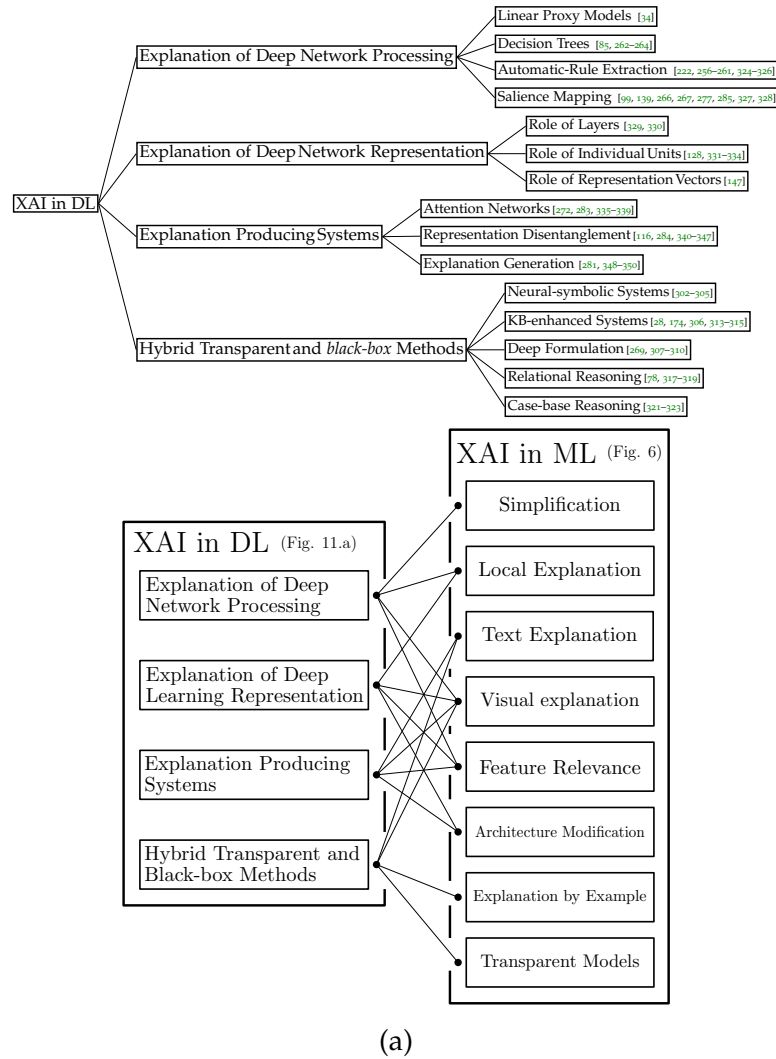 XAI in DL
Explanation of Deep Network Processing
Linear Proxy Models [34]
Decision Trees [85, 262–264]
Automatic-Rule Extraction [222, 256–261, 324–326]
Salience Mapping [99, 139, 266, 267, 277, 285, 327, 328]
Explanation of Deep Network Representation
Role of Layers [329, 330]
Role of Individual Units [128, 331–334]
Role of Representation Vectors [147]
Explanation Producing Systems
Attention Networks [272, 283, 335–339]
Representation Disentanglement [116, 284, 340–347]
Explanation Generation [281, 348–350]
Hybrid Transparent and black-box Methods
Neural-symbolic Systems [302–305]
KB-enhanced Systems [28, 174, 306, 313–315]
Deep Formulation [269, 307–310]
Relational Reasoning [78, 317–319]
Case-base Reasoning [321–323]
XAI in DL (Fig. 11.a)
Explanation of Deep
Network Processing
Explanation of Deep
Learning Representation
Explanation Producing
Systems
Hybrid Transparent and
Black-box Methods
XAI in ML (Fig. 6)
Simplification
Local Explanation
Text Explanation
Visual explanation
Feature Relevance
Architecture Modification
Explanation by Example
Transparent Models
(a)